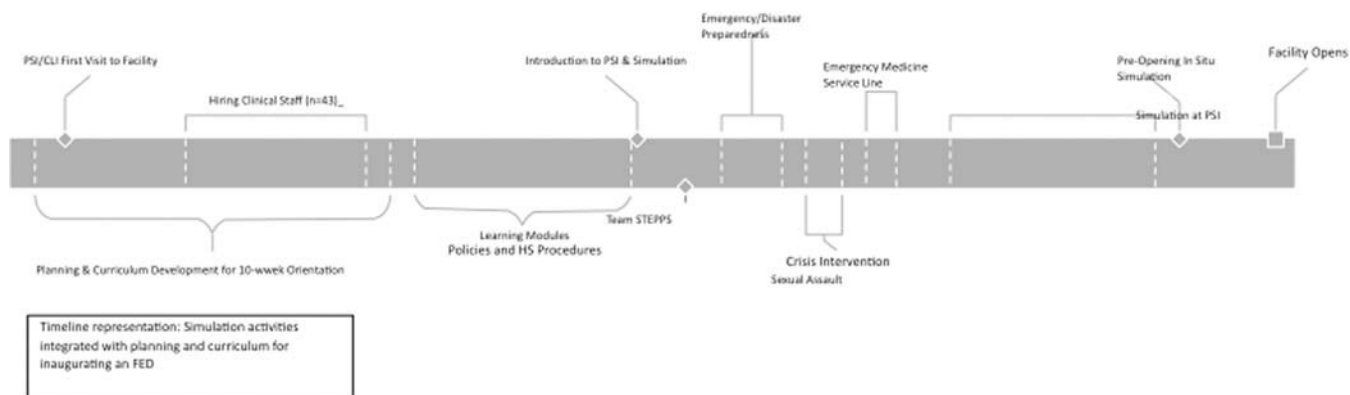 Emergency/Disaster
Preparedness
PSI/CLI First Visit to Facility
Introduction to PSI & Simulation
Emergency Medicine
Service Line
Pre-Opening In Situ
Simulation
Facility Opens
Hiring Clinical Staff (n=43)_
Simulation at PSI
Team STEPPS
Learning Modules
Policies and HS Procedures
Planning & Curriculum Development for 10-wwek Orientation
Crisis Intervention
Sexual Assault
Timeline representation: Simulation activities
integrated with planning and curriculum for
inaugurating an FED